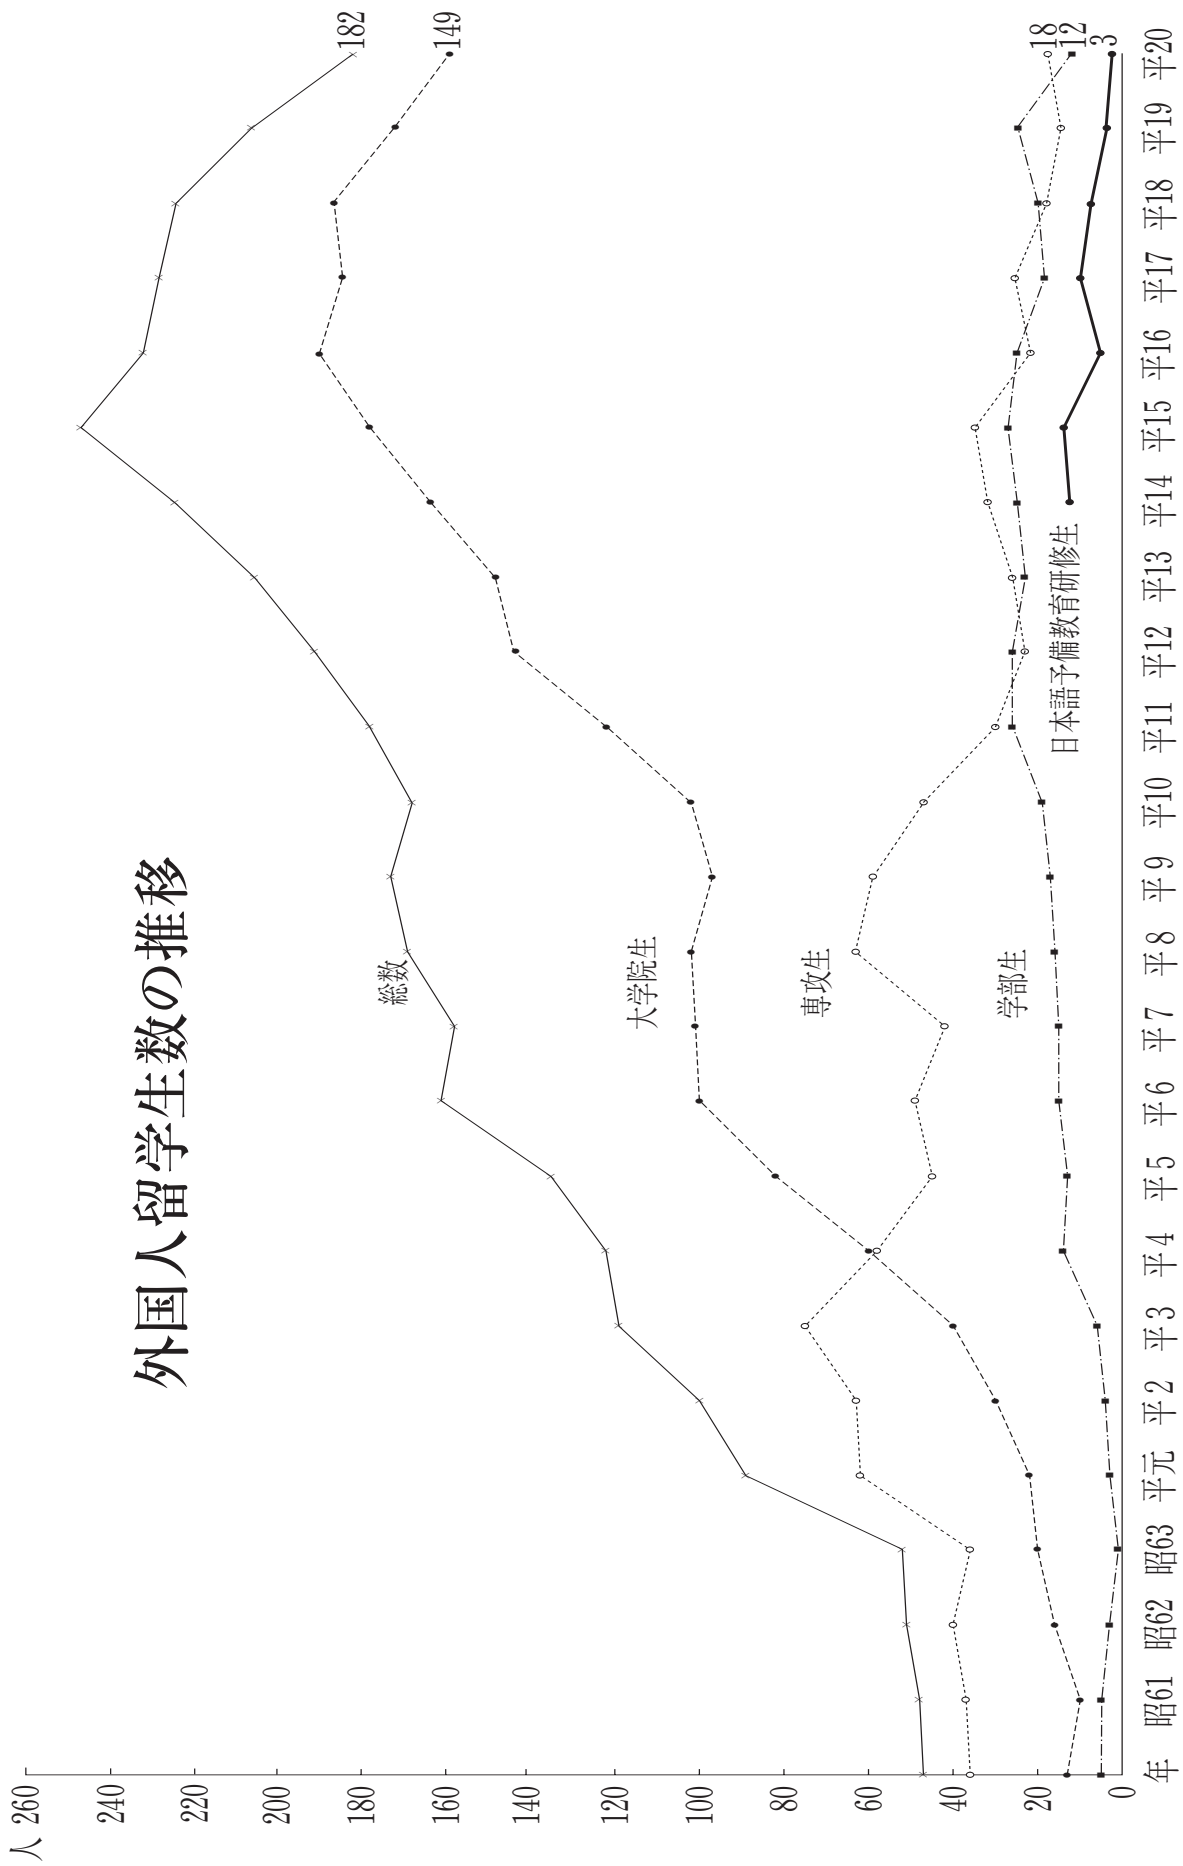 外国人留学生数の推移
人
260
240
220
200
180
160
140
120
100
80
60
40
20
0
総数
大学院生
専攻生
学部生
日本語予備教育研修生
182
149
18
12
3
年
昭61
昭62
昭63
平元
平2
平3
平4
平5
平6
平7
平8
平9
平10
平11
平12
平13
平14
平15
平16
平17
平18
平19
平20